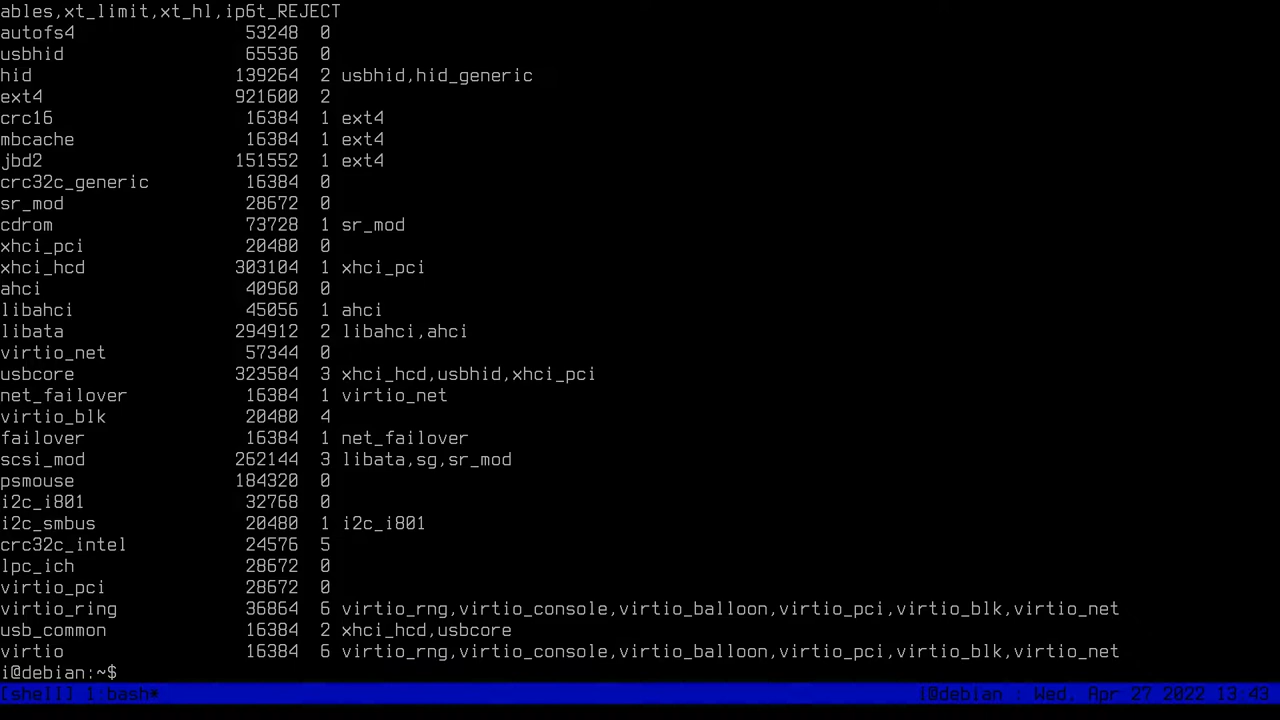 ables,xt_limit,xt_hl,ip6t_REJECT
autofs4 53248 0
usbhid 65536 0
hid 139264 2 usbhid,hid_generic
ext4 921600 2
crc16 16384 1 ext4
mbcache 16384 1 ext4
jbd2 151552 1 ext4
crc32c_generic 16384 0
sr_mod 28672 0
cdrom 73728 1 sr_mod
xhci_pci 20480 0
xhci_hcd 303104 1 xhci_pci
ahci 40960 0
libahci 45056 1 ahci
libata 294912 2 libahci,ahci
virtio_net 57344 0
usbcore 323584 3 xhci_hcd,usbhid,xhci_pci
net_failover 16384 1 virtio_net
virtio_blk 20480 4
failover 16384 1 net_failover
scsi_mod 262144 3 libata,sg,sr_mod
psmouse 184320 0
i2c_i801 32768 0
i2c_smbus 20480 1 i2c_i801
crc32c_intel 24576 5
lpc_ich 28672 0
virtio_pci 28672 0
virtio_ring 36864 6 virtio_rng,virtio_console,virtio_balloon,virtio_pci,virtio_blk,virtio_net
usb_common 16384 2 xhci_hcd,usbcore
virtio 16384 6 virtio_rng,virtio_console,virtio_balloon,virtio_pci,virtio_blk,virtio_net
i@debian:~$
[shell] 1:bash* i@debian : Wed, Apr 27 2022 13:43